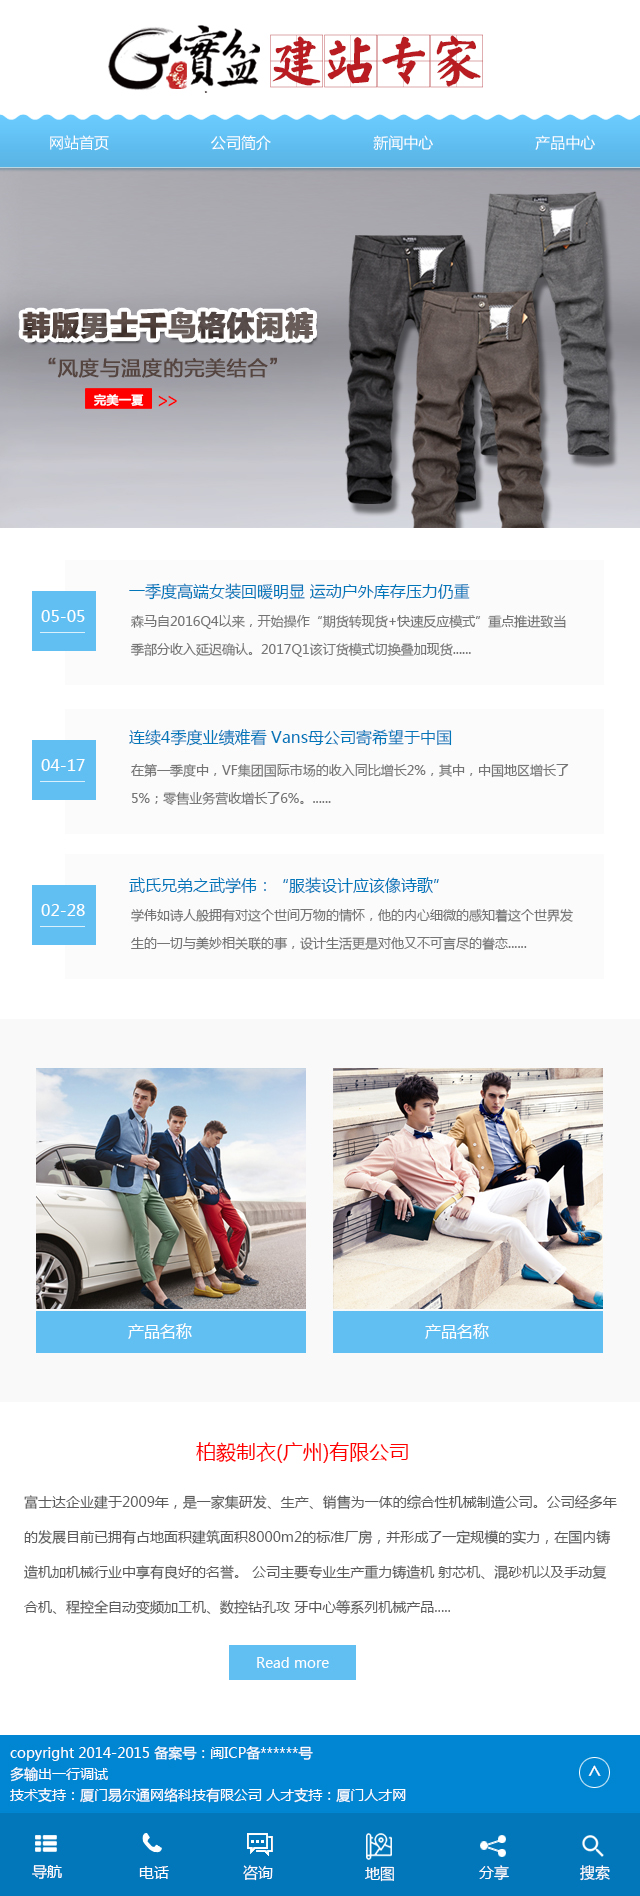 G寶盆 建站专家
网站首页 公司简介 新闻中心 产品中心
韩版男士千鸟格休闲裤
“风度与温度的完美结合”
完美一夏 >>
05-05
一季度高端女装回暖明显 运动户外库存压力仍重
森马自2016Q4以来，开始操作“期货转现货+快速反应模式”重点推进致当
季部分收入延迟确认。2017Q1该订货模式切换叠加现货......
04-17
连续4季度业绩难看 Vans母公司寄希望于中国
在第一季度中，VF集团国际市场的收入同比增长2%，其中，中国地区增长了
5%；零售业务营收增长了6%。......
02-28
武氏兄弟之武学伟：“服装设计应该像诗歌”
学伟如诗人般拥有对这个世间万物的情怀，他的内心细微的感知着这个世界发
生的一切与美妙相关联的事，设计生活更是对他又不可言尽的眷恋......
产品名称 产品名称
柏毅制衣(广州)有限公司
富士达企业建于2009年，是一家集研发、生产、销售为一体的综合性机械制造公司。公司经多年
的发展目前已拥有占地面积建筑面积8000m2的标准厂房，并形成了一定规模的实力，在国内铸
造机加机械行业中享有良好的名誉。 公司主要专业生产重力铸造机 射芯机、混砂机以及手动复
合机、程控全自动变频加工机、数控钻孔攻 牙中心等系列机械产品.....
Read more
copyright 2014-2015 备案号：闽ICP备******号
多输出一行调试
技术支持：厦门易尔通网络科技有限公司 人才支持：厦门人才网
导航 电话 咨询 地图 分享 搜索